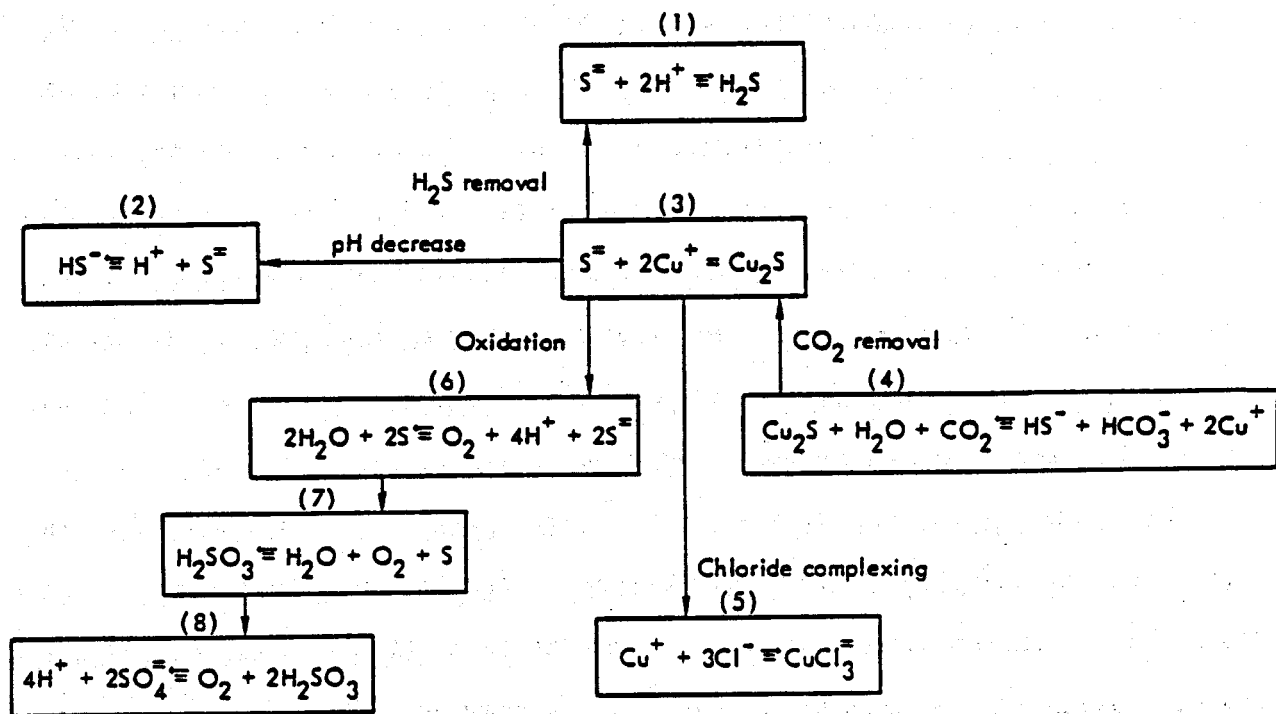 (1)
S⁼ + 2H⁺ ⇌ H₂S
H₂S removal
(2)
HS⁻ ⇌ H⁺ + S⁼
pH decrease
(3)
S⁼ + 2Cu⁺ = Cu₂S
Oxidation
CO₂ removal
(6)
2H₂O + 2S ⇌ O₂ + 4H⁺ + 2S⁼
(4)
Cu₂S + H₂O + CO₂ ⇌ HS⁻ + HCO₃⁻ + 2Cu⁺
(7)
H₂SO₃ ⇌ H₂O + O₂ + S
Chloride complexing
(5)
Cu⁺ + 3Cl⁻ ⇌ CuCl₃⁼
(8)
4H⁺ + 2SO₄⁼ ⇌ O₂ + 2H₂SO₃